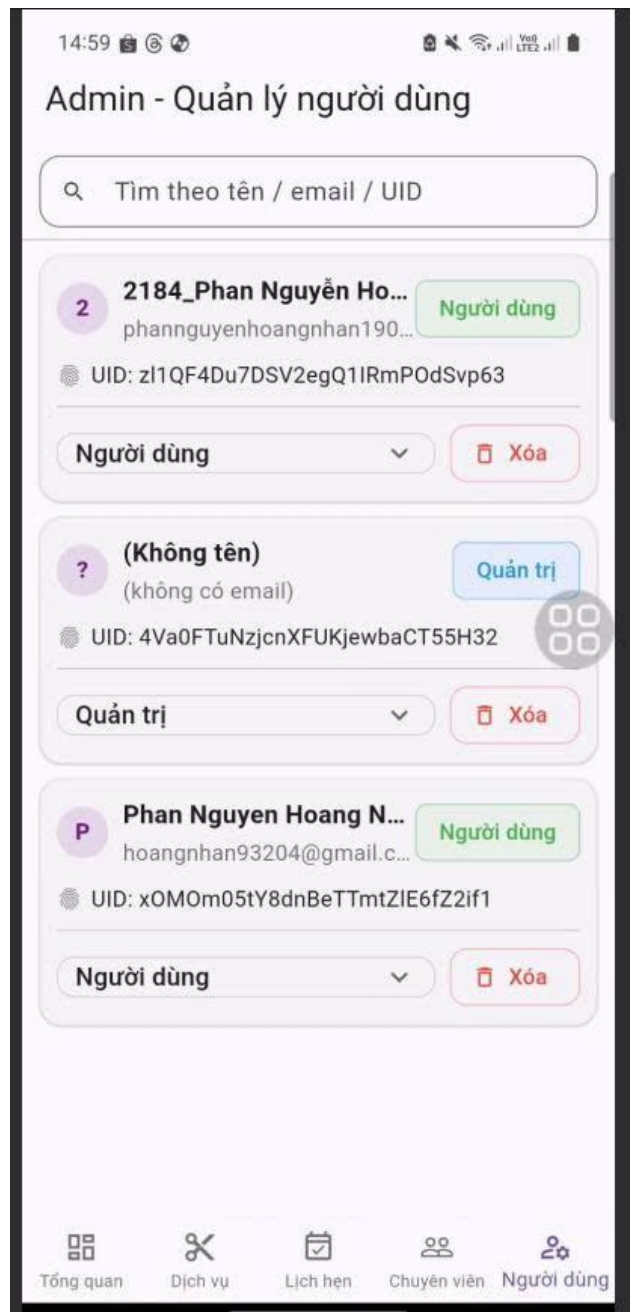 14:59
Admin - Quản lý người dùng
Tìm theo tên / email / UID
2 2184_Phan Nguyễn Ho... Người dùng
phannguyenhoangnhan190...
UID: zl1QF4Du7DSV2egQ1lRmPOdSvp63
Người dùng Xóa
? (Không tên) Quản trị
(không có email)
UID: 4Va0FTuNzjcnXFUKjewbaCT55H32
Quản trị Xóa
P Phan Nguyen Hoang N... Người dùng
hoangnhan93204@gmail.c...
UID: xOMOm05tY8dnBeTTmtZlE6fZ2if1
Người dùng Xóa
Tổng quan Dịch vụ Lịch hẹn Chuyên viên Người dùng